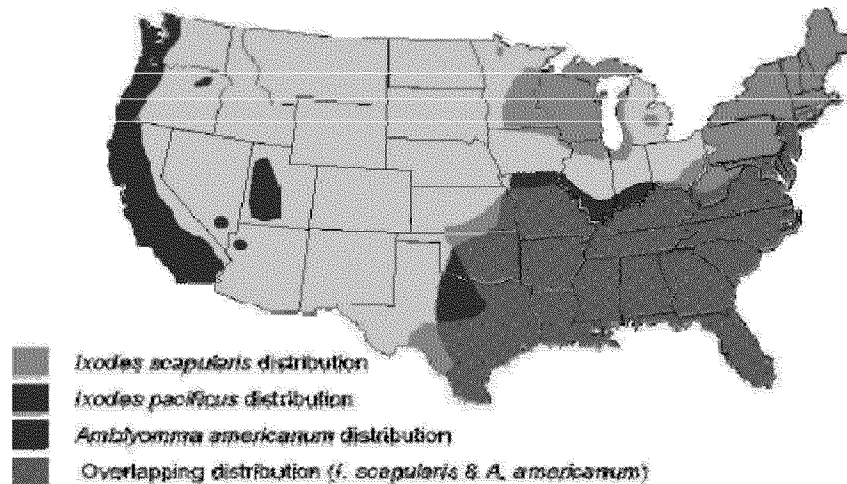 Ixodes scapularis distribution
Ixodes pacificus distribution
Amblyomma americanum distribution
Overlapping distribution (I. scapularis & A. americanum)